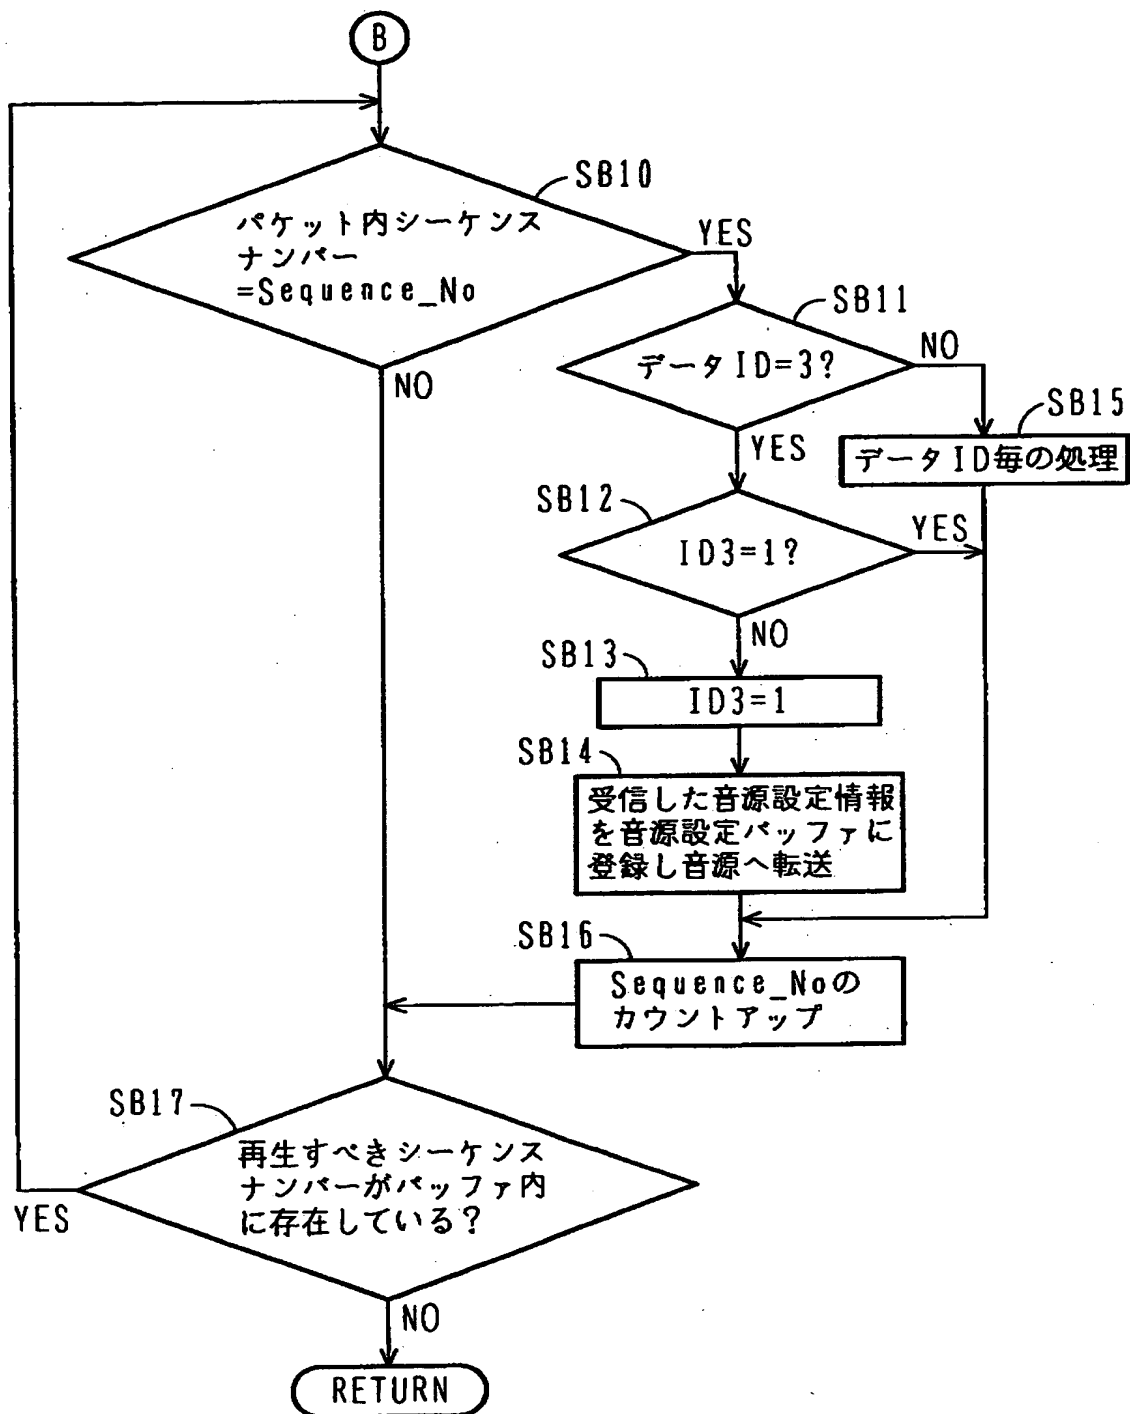 B
SB10
パケット内シーケンス
ナンバー
=Sequence_No
YES
NO
SB11
データID=3?
NO
YES
SB15
データID毎の処理
SB12
ID3=1?
YES
NO
SB13
ID3=1
SB14
受信した音源設定情報
を音源設定バッファに
登録し音源へ転送
SB16
Sequence_Noの
カウントアップ
SB17
再生すべきシーケンス
ナンバーがバッファ内
に存在している?
YES
NO
RETURN